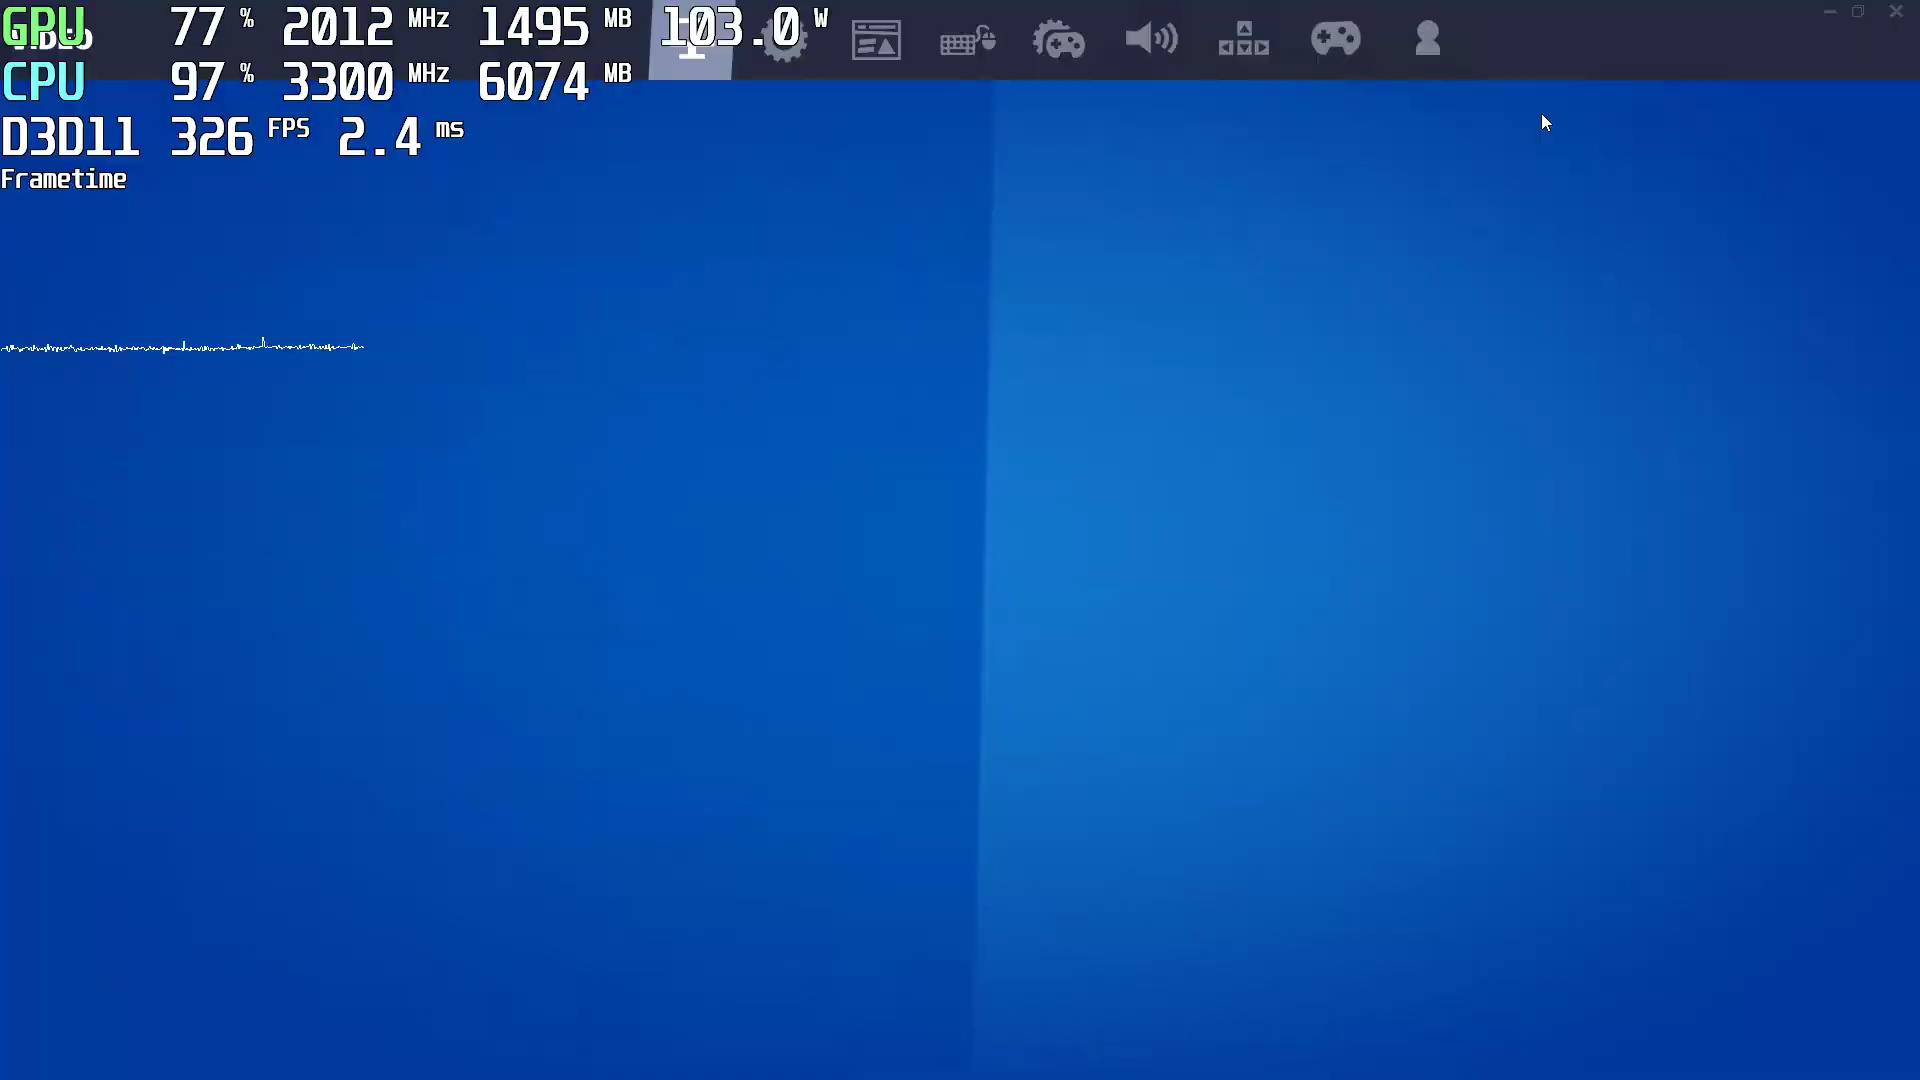 GPU 77 % 2012 MHz 1495 MB 103.0 W
VIDEO
CPU 97 % 3300 MHz 6074 MB
D3D11 326 FPS 2.4 ms
Frametime